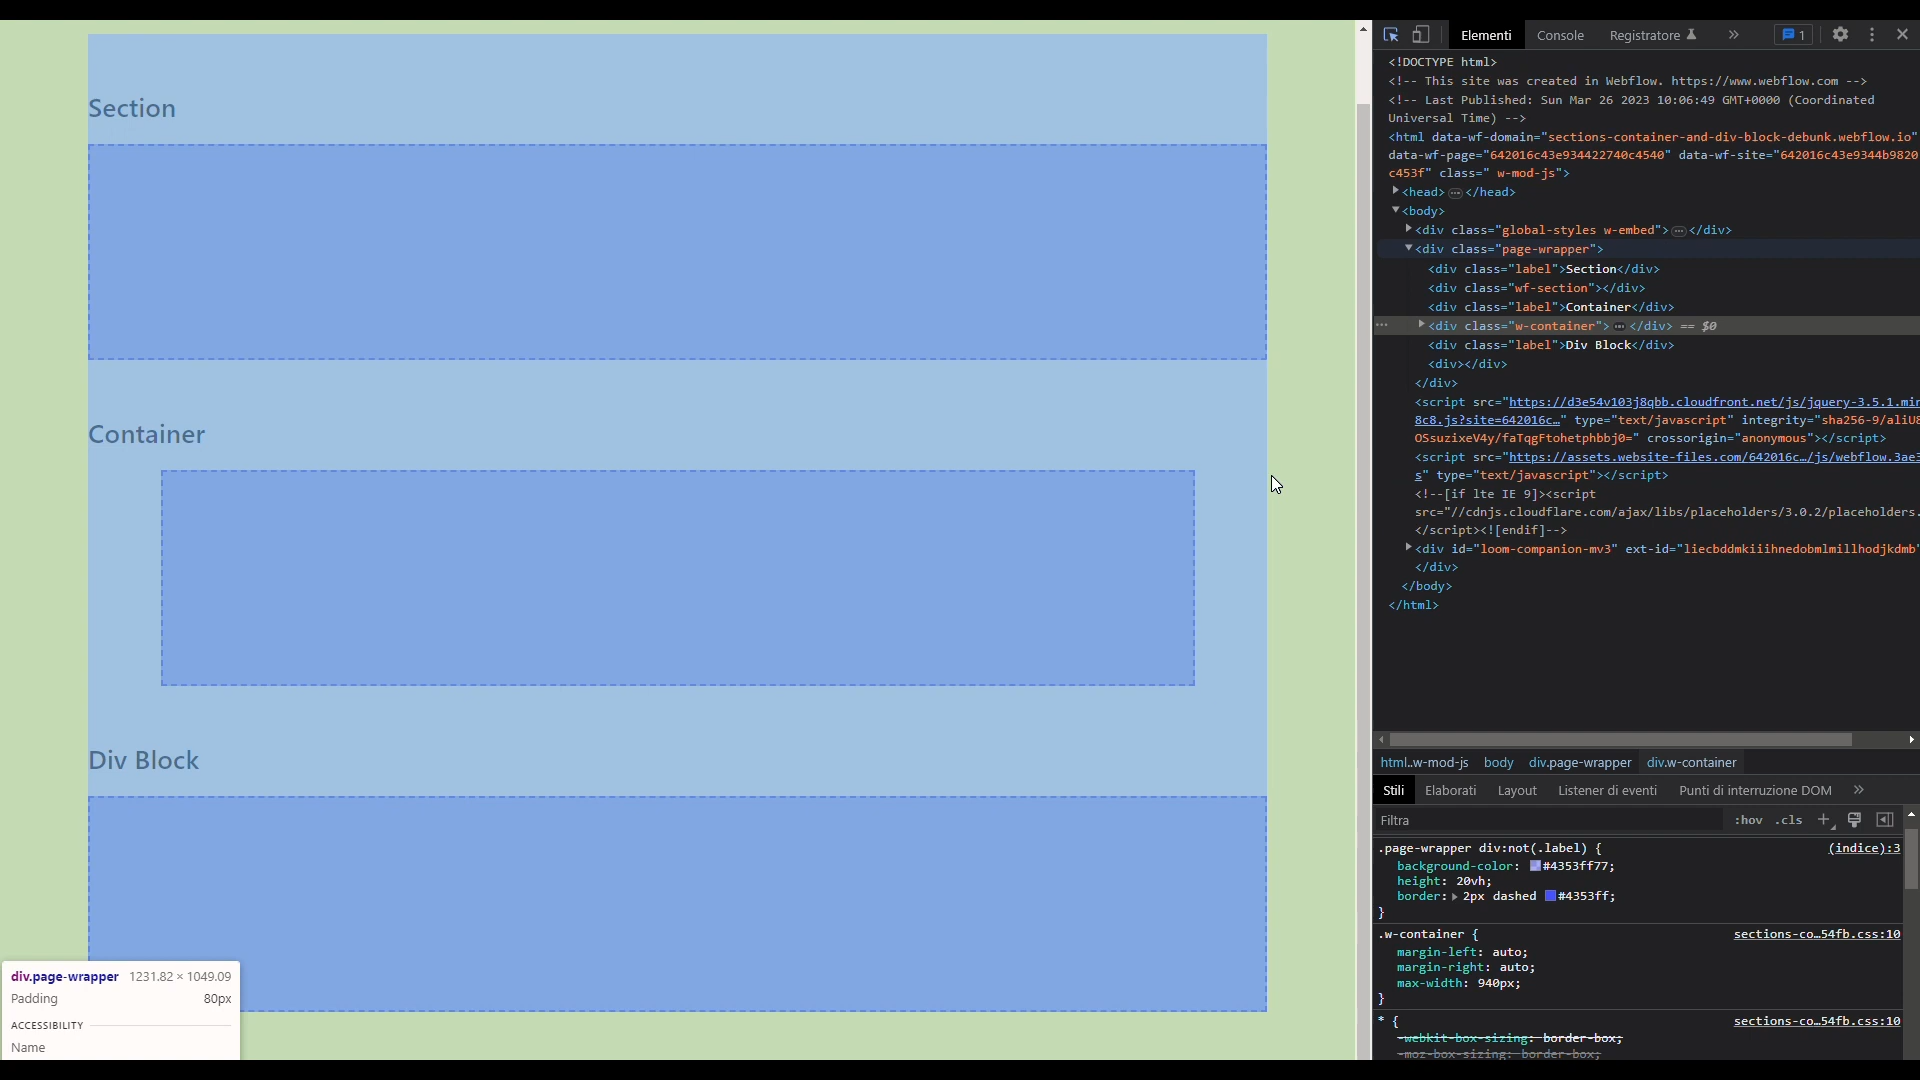 Section
Container
Div Block
div.page-wrapper 1231.82 × 1049.09
Padding 80px
ACCESSIBILITY
Name
Elementi Console Registratore » 1
<!DOCTYPE html>
<!-- This site was created in Webflow. https://www.webflow.com -->
<!-- Last Published: Sun Mar 26 2023 10:06:49 GMT+0000 (Coordinated
Universal Time) -->
<html data-wf-domain="sections-container-and-div-block-debunk.webflow.io"
data-wf-page="642016c43e934422740c4540" data-wf-site="642016c43e9344b9820
c453f" class=" w-mod-js">
<head> … </head>
<body>
<div class="global-styles w-embed"> … </div>
<div class="page-wrapper">
<div class="label">Section</div>
<div class="wf-section"></div>
<div class="label">Container</div>
… <div class="w-container"> … </div> == $0
<div class="label">Div Block</div>
<div></div>
</div>
<script src="https://d3e54v103j8qbb.cloudfront.net/js/jquery-3.5.1.min
8c8.js?site=642016c…" type="text/javascript" integrity="sha256-9/aliU8
OSsuzixeV4y/faTqgFtohetphbbj0=" crossorigin="anonymous"></script>
<script src="https://assets.website-files.com/642016c…/js/webflow.3ae3
s" type="text/javascript"></script>
<!--[if lte IE 9]><script
src="//cdnjs.cloudflare.com/ajax/libs/placeholders/3.0.2/placeholders.
</script><![endif]-->
<div id="loom-companion-mv3" ext-id="liecbddmkiiihnedobmlmillhodjkdmb"
</div>
</body>
</html>
html..w-mod-js body div.page-wrapper div.w-container
Stili Elaborati Layout Listener di eventi Punti di interruzione DOM »
Filtra :hov .cls +
.page-wrapper div:not(.label) { (indice):3
background-color: #4353ff77;
height: 20vh;
border: 2px dashed #4353ff;
}
.w-container { sections-co…54fb.css:10
margin-left: auto;
margin-right: auto;
max-width: 940px;
}
* { sections-co…54fb.css:10
-webkit-box-sizing: border-box;
-moz-box-sizing: border-box;